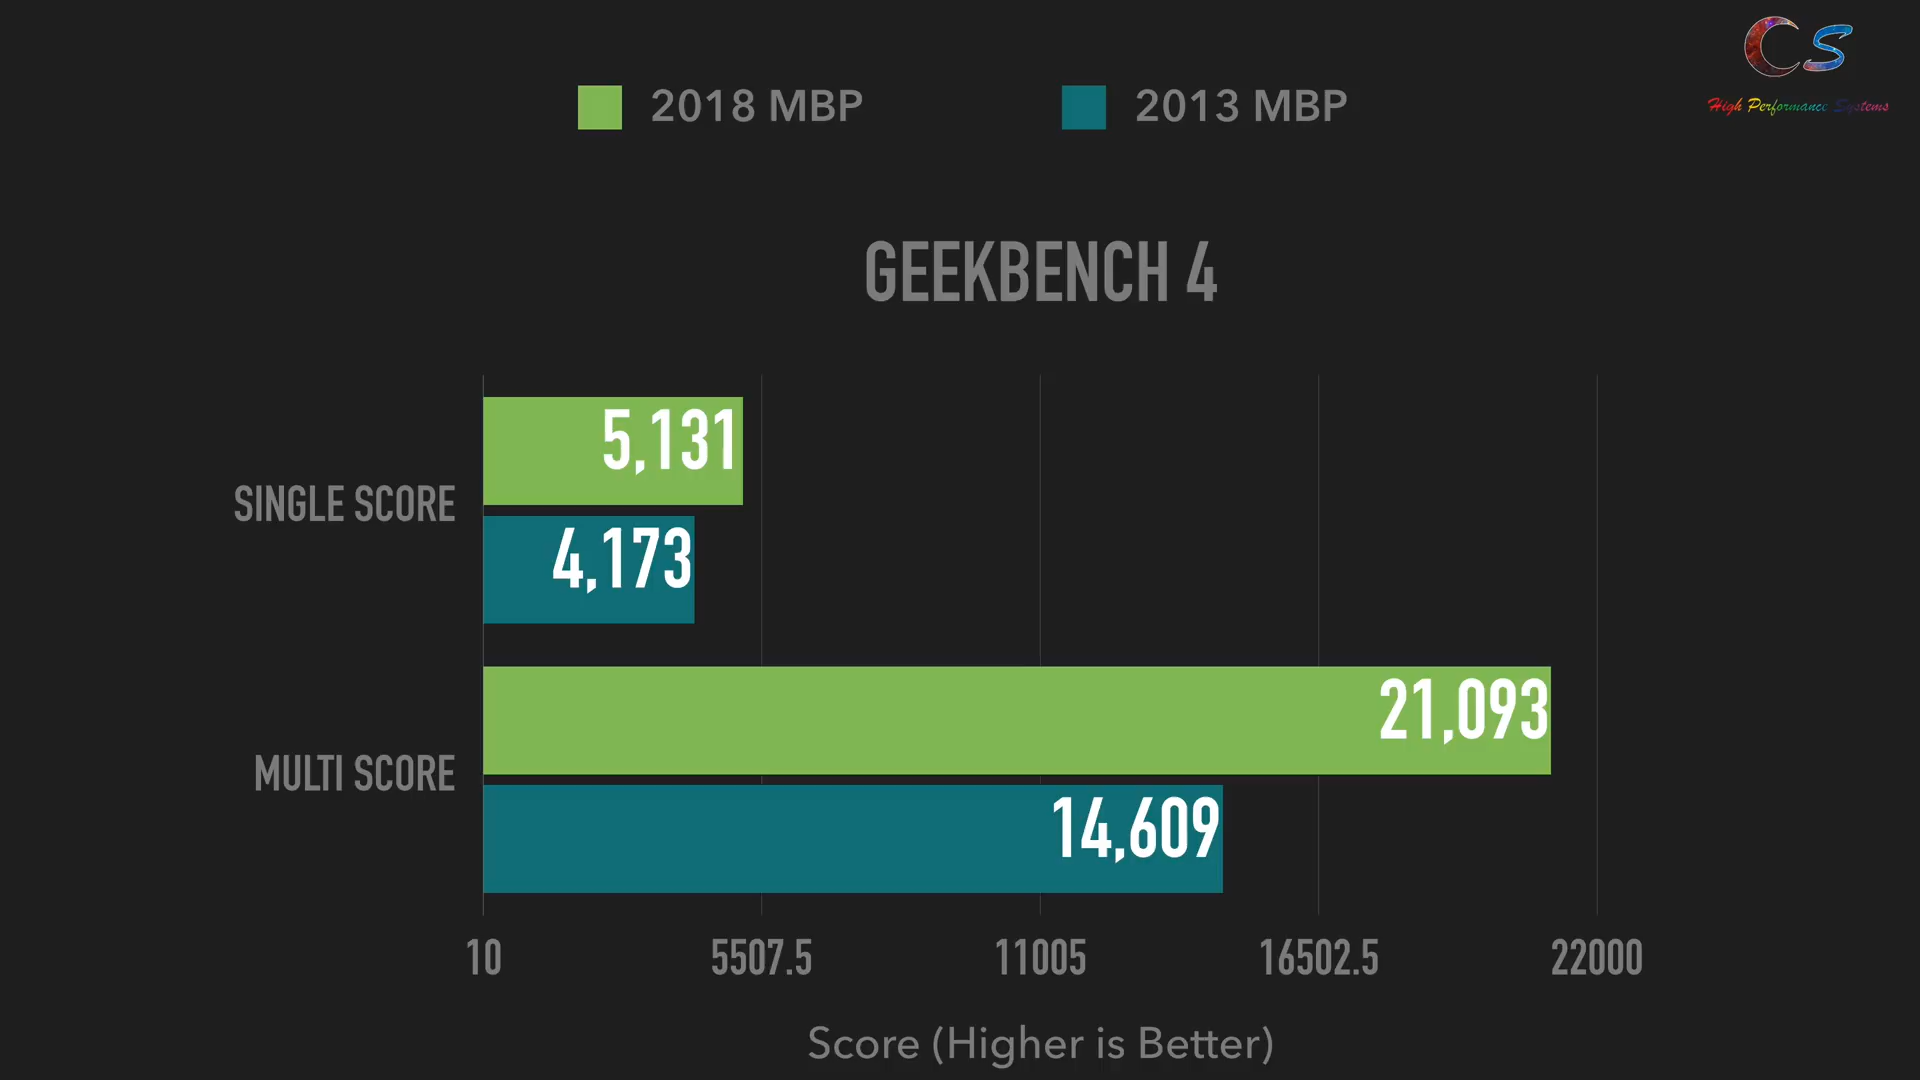 CS
High Performance Systems
2018 MBP
2013 MBP
GEEKBENCH 4
SINGLE SCORE
5,131
4,173
MULTI SCORE
21,093
14,609
10
5507.5
11005
16502.5
22000
Score (Higher is Better)